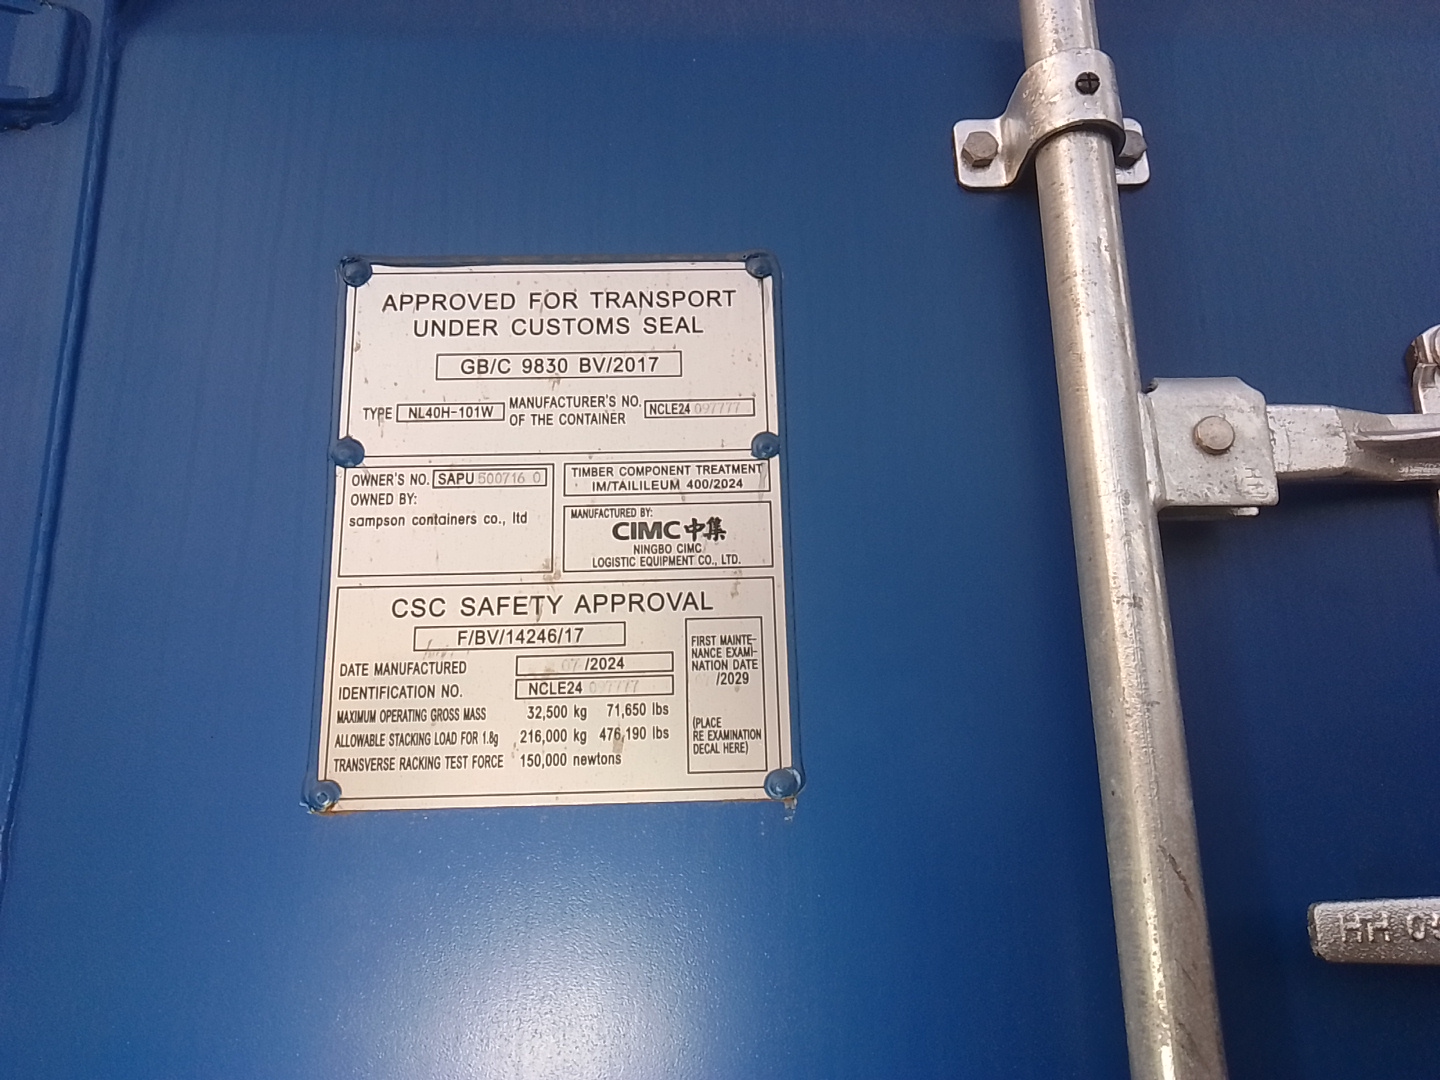 APPROVED FOR TRANSPORT
UNDER CUSTOMS SEAL
GB/C 9830 BV/2017
TYPE NL40H-101W
MANUFACTURER'S NO.
OF THE CONTAINER
NCLE24 097777
OWNER'S NO. SAPU 500716 0
OWNED BY:
sampson containers co., ltd
TIMBER COMPONENT TREATMENT
IM/TAILILEUM 400/2024
MANUFACTURED BY:
CIMC 中集
NINGBO CIMC
LOGISTIC EQUIPMENT CO., LTD.
CSC SAFETY APPROVAL
F/BV/14246/17
DATE MANUFACTURED 07 /2024
IDENTIFICATION NO. NCLE24 097777
MAXIMUM OPERATING GROSS MASS 32,500 kg 71,650 lbs
ALLOWABLE STACKING LOAD FOR 1.8g 216,000 kg 476,190 lbs
TRANSVERSE RACKING TEST FORCE 150,000 newtons
FIRST MAINTE-
NANCE EXAMI-
NATION DATE
/2029
(PLACE
RE EXAMINATION
DECAL HERE)
HH